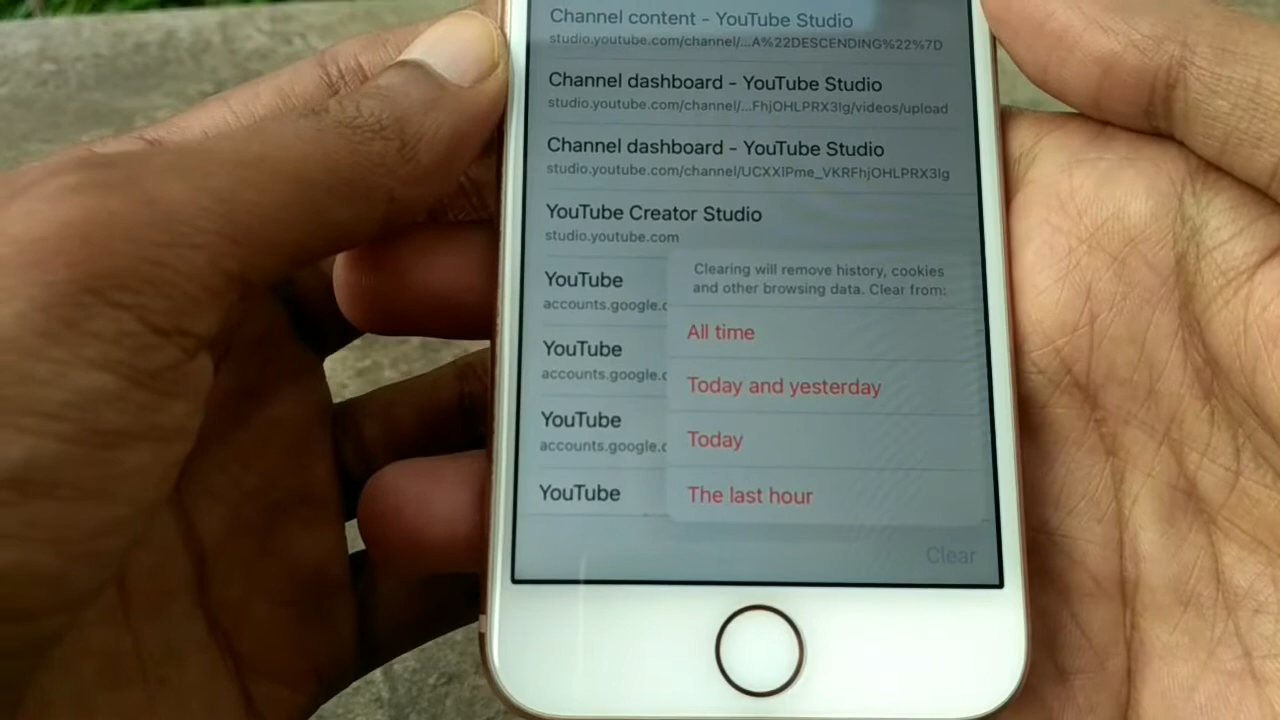 Channel content - YouTube Studio
studio.youtube.com/channel/...A%22DESCENDING%22%7D
Channel dashboard - YouTube Studio
studio.youtube.com/channel/...FhjOHLPRX3Ig/videos/upload
Channel dashboard - YouTube Studio
studio.youtube.com/channel/UCXXIPme_VKRFhjOHLPRX3Ig
YouTube Creator Studio
studio.youtube.com
YouTube
accounts.google.c
YouTube
accounts.google.c
YouTube
accounts.google.c
YouTube
Clearing will remove history, cookies
and other browsing data. Clear from:
All time
Today and yesterday
Today
The last hour
Clear